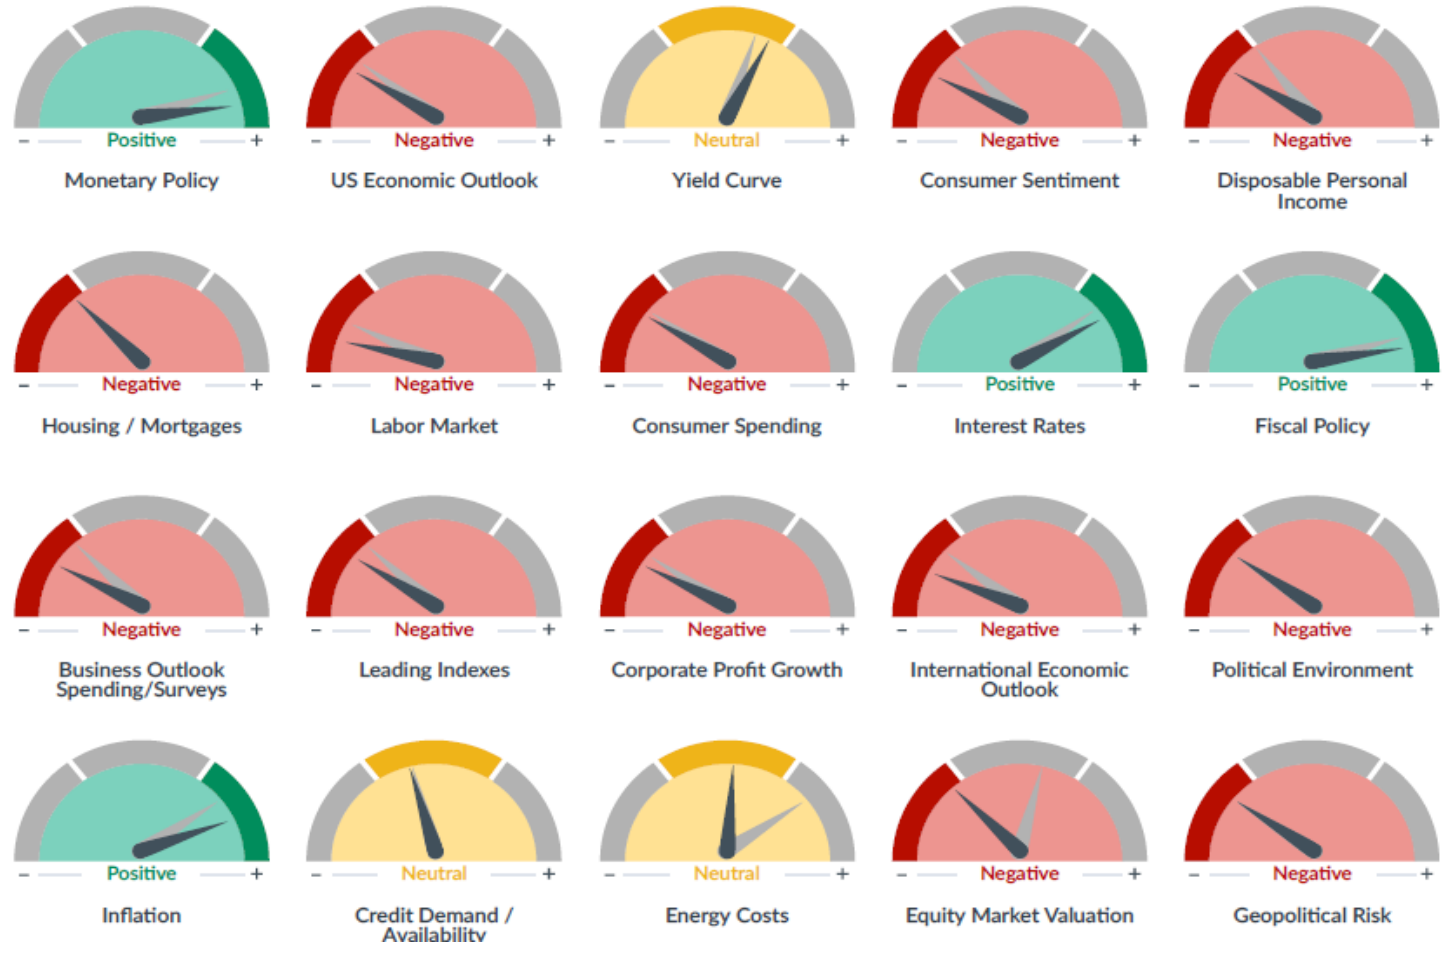 - Positive +
Monetary Policy
- Negative +
US Economic Outlook
- Neutral +
Yield Curve
- Negative +
Consumer Sentiment
- Negative +
Disposable Personal
Income
- Negative +
Housing / Mortgages
- Negative +
Labor Market
- Negative +
Consumer Spending
- Positive +
Interest Rates
- Positive +
Fiscal Policy
- Negative +
Business Outlook
Spending/Surveys
- Negative +
Leading Indexes
- Negative +
Corporate Profit Growth
- Negative +
International Economic
Outlook
- Negative +
Political Environment
- Positive +
Inflation
- Neutral +
Credit Demand /
Availability
- Neutral +
Energy Costs
- Negative +
Equity Market Valuation
- Negative +
Geopolitical Risk